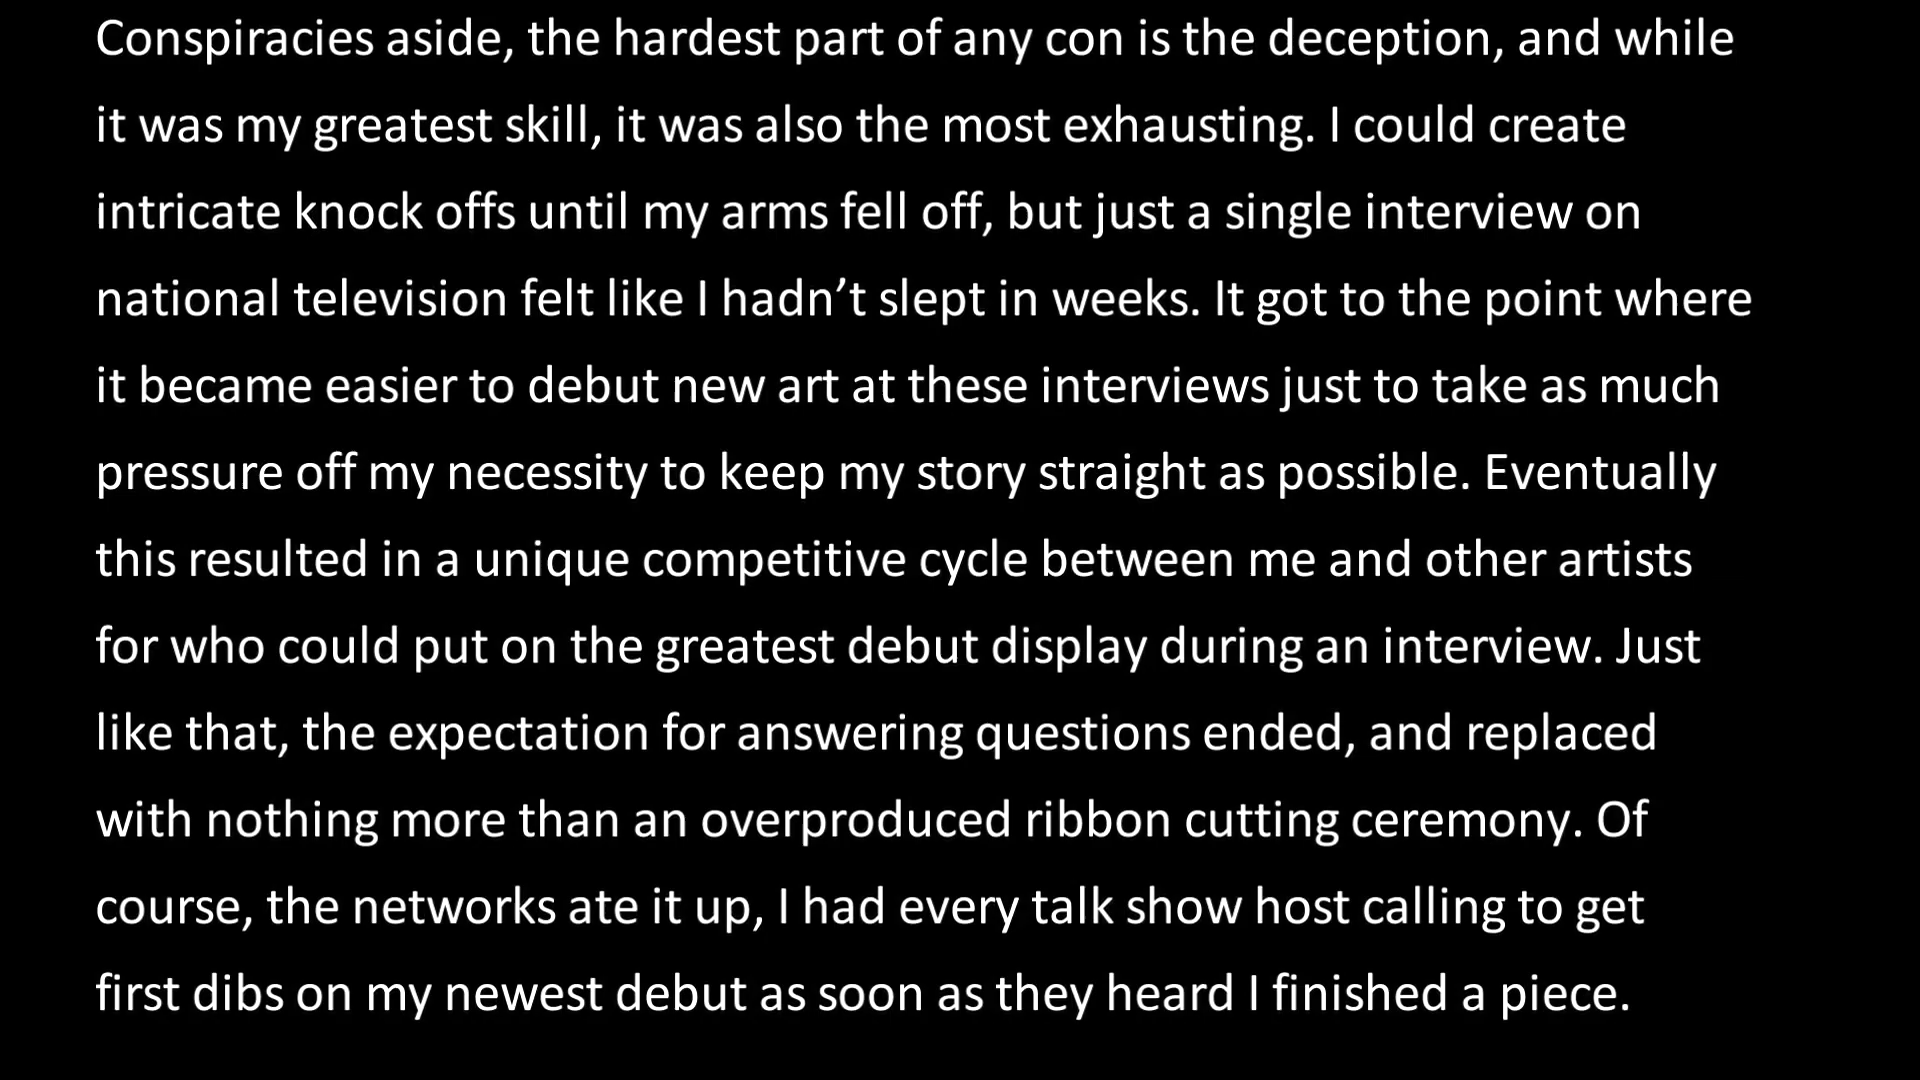 Conspiracies aside, the hardest part of any con is the deception, and while
it was my greatest skill, it was also the most exhausting. I could create
intricate knock offs until my arms fell off, but just a single interview on
national television felt like I hadn’t slept in weeks. It got to the point where
it became easier to debut new art at these interviews just to take as much
pressure off my necessity to keep my story straight as possible. Eventually
this resulted in a unique competitive cycle between me and other artists
for who could put on the greatest debut display during an interview. Just
like that, the expectation for answering questions ended, and replaced
with nothing more than an overproduced ribbon cutting ceremony. Of
course, the networks ate it up, I had every talk show host calling to get
first dibs on my newest debut as soon as they heard I finished a piece.